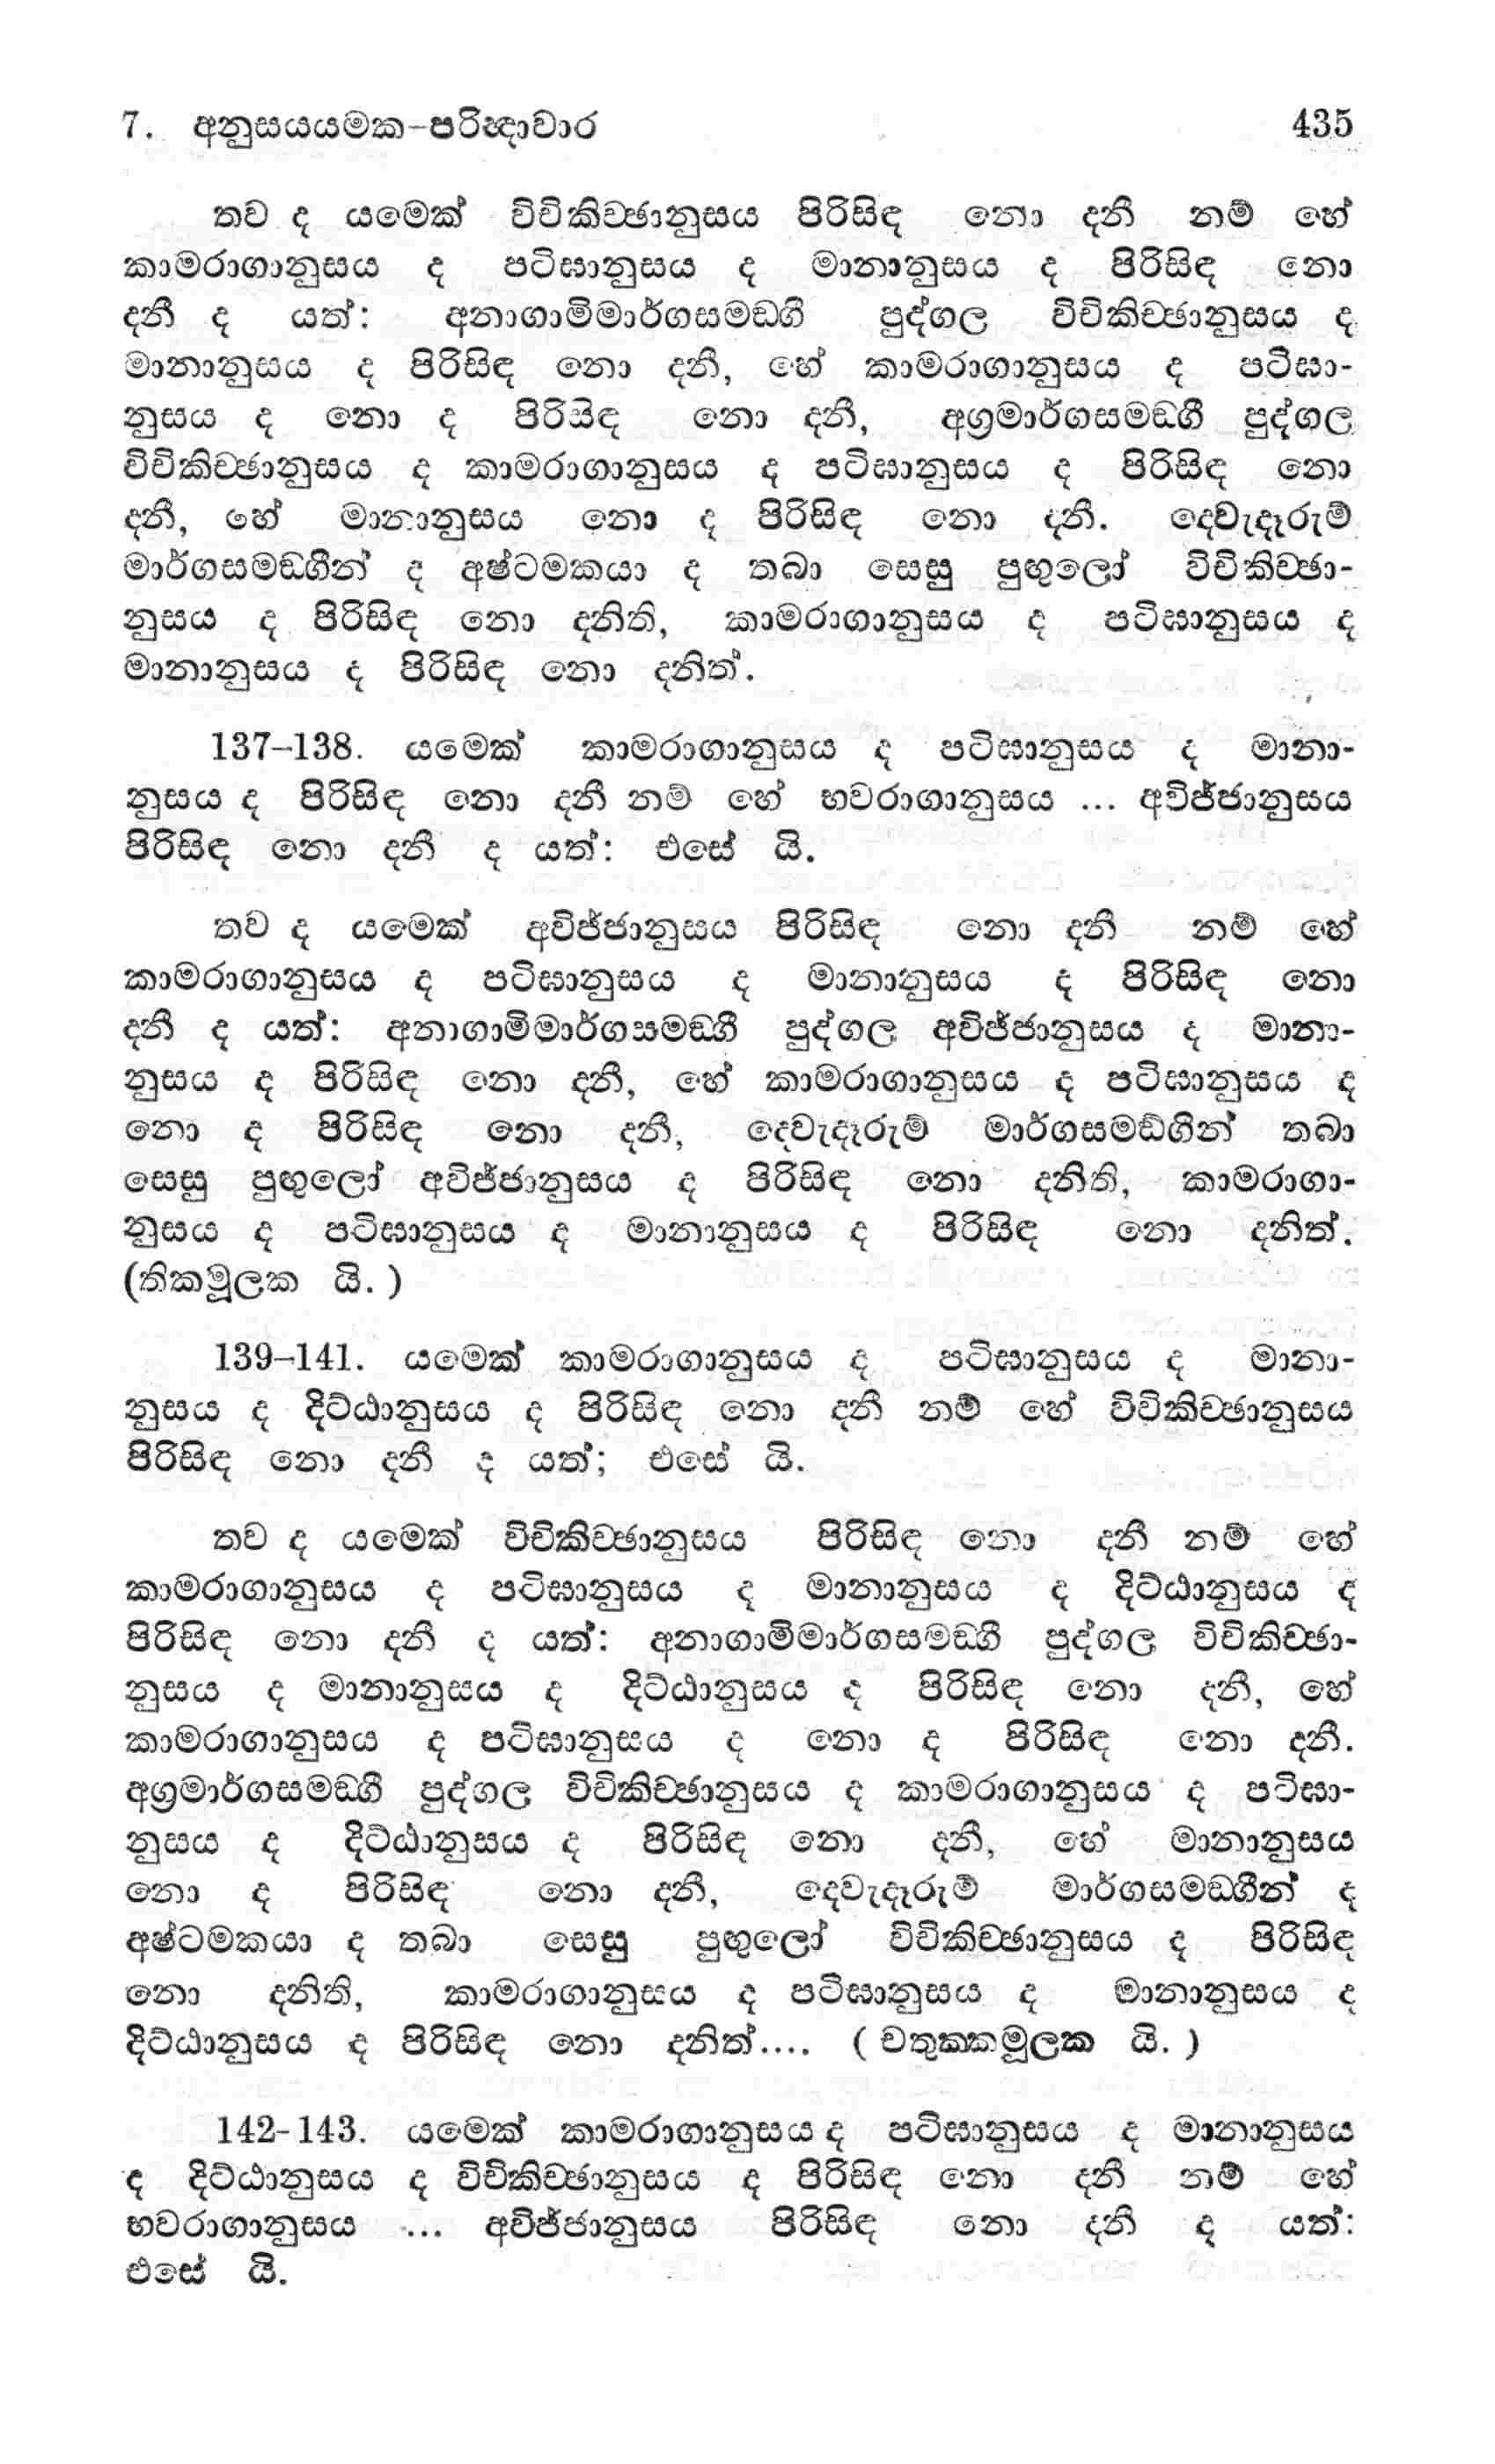 7. අනුසයයමක-පරිඤාවාර 435
තව ද යමෙක් විචිකිච්ඡානුසය පිරිසිඳ නො දනී නම් හේ
කාමරාගානුසය ද පටිඝානුසය ද මානානුසය ද පිරිසිඳ නො
දනී ද යත්: අනාගාමිමාර්ගසමඞ්ගී පුද්ගල විචිකිච්ඡානුසය ද
මානානුසය ද පිරිසිඳ නො දනී, හේ කාමරාගානුසය ද පටිඝා-
නුසය ද නො ද පිරිසිඳ නො දනී, අග්‍රමාර්ගසමඞ්ගී පුද්ගල
විචිකිච්ඡානුසය ද කාමරාගානුසය ද පටිඝානුසය ද පිරිසිඳ නො
දනී, හේ මානානුසය නො ද පිරිසිඳ නො දනී. දෙවැදෑරුම්
මාර්ගසමඞ්ගීන් ද අෂ්ටමකයා ද තබා සෙසු පුඟුලෝ විචිකිච්ඡා-
නුසය ද පිරිසිඳ නො දනිති, කාමරාගානුසය ද පටිඝානුසය ද
මානානුසය ද පිරිසිඳ නො දනිත්.
137-138. යමෙක් කාමරාගානුසය ද පටිඝානුසය ද මානා-
නුසය ද පිරිසිඳ නො දනී නම් හේ භවරාගානුසය ... අවිජ්ජානුසය
පිරිසිඳ නො දනී ද යත්: එසේ යි.
තව ද යමෙක් අවිජ්ජානුසය පිරිසිඳ නො දනී නම් හේ
කාමරාගානුසය ද පටිඝානුසය ද මානානුසය ද පිරිසිඳ නො
දනී ද යත්: අනාගාමිමාර්ගසමඞ්ගී පුද්ගල අවිජ්ජානුසය ද මානා-
නුසය ද පිරිසිඳ නො දනී, හේ කාමරාගානුසය ද පටිඝානුසය ද
නො ද පිරිසිඳ නො දනී, දෙවැදෑරුම් මාර්ගසමඞ්ගින් තබා
සෙසු පුඟුලෝ අවිජ්ජානුසය ද පිරිසිඳ නො දනිති, කාමරාගා-
නුසය ද පටිඝානුසය ද මානානුසය ද පිරිසිඳ නො දනිත්.
(තිකමූලක යි.)
139-141. යමෙක් කාමරාගානුසය ද පටිඝානුසය ද මානා-
නුසය ද දිට්ඨානුසය ද පිරිසිඳ නො දනී නම් හේ විචිකිච්ඡානුසය
පිරිසිඳ නො දනී ද යත්; එසේ යි.
තව ද යමෙක් විචිකිච්ඡානුසය පිරිසිඳ නො දනී නම් හේ
කාමරාගානුසය ද පටිඝානුසය ද මානානුසය ද දිට්ඨානුසය ද
පිරිසිඳ නො දනී ද යත්: අනාගාමිමාර්ගසමඞ්ගී පුද්ගල විචිකිච්ඡා-
නුසය ද මානානුසය ද දිට්ඨානුසය ද පිරිසිඳ නො දනී, හේ
කාමරාගානුසය ද පටිඝානුසය ද නො ද පිරිසිඳ නො දනී.
අග්‍රමාර්ගසමඞ්ගී පුද්ගල විචිකිච්ඡානුසය ද කාමරාගානුසය ද පටිඝා-
නුසය ද දිට්ඨානුසය ද පිරිසිඳ නො දනී, හේ මානානුසය
නො ද පිරිසිඳ නො දනී, දෙවැදෑරුම් මාර්ගසමඞ්ගීන් ද
අෂ්ටමකයා ද තබා සෙසු පුඟුලෝ විචිකිච්ඡානුසය ද පිරිසිඳ
නො දනිති, කාමරාගානුසය ද පටිඝානුසය ද මානානුසය ද
දිට්ඨානුසය ද පිරිසිඳ නො දනිත්.... (චතුක්කමූලක යි.)
142-143. යමෙක් කාමරාගානුසය ද පටිඝානුසය ද මානානුසය
ද දිට්ඨානුසය ද විචිකිච්ඡානුසය ද පිරිසිඳ නො දනී නම් හේ
භවරාගානුසය ... අවිජ්ජානුසය පිරිසිඳ නො දනී ද යත්:
එසේ යි.